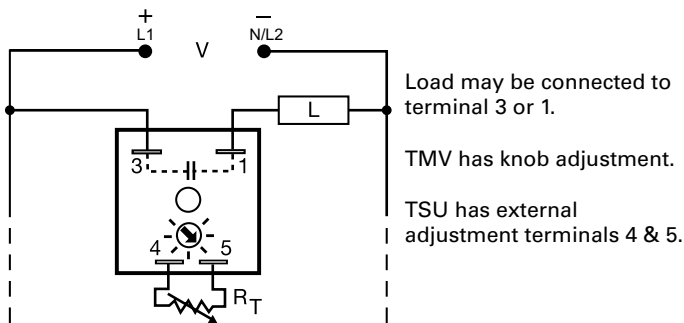 + –
L1 V N/L2
L
3 1
4 5
RT
Load may be connected to
terminal 3 or 1.
TMV has knob adjustment.
TSU has external
adjustment terminals 4 & 5.